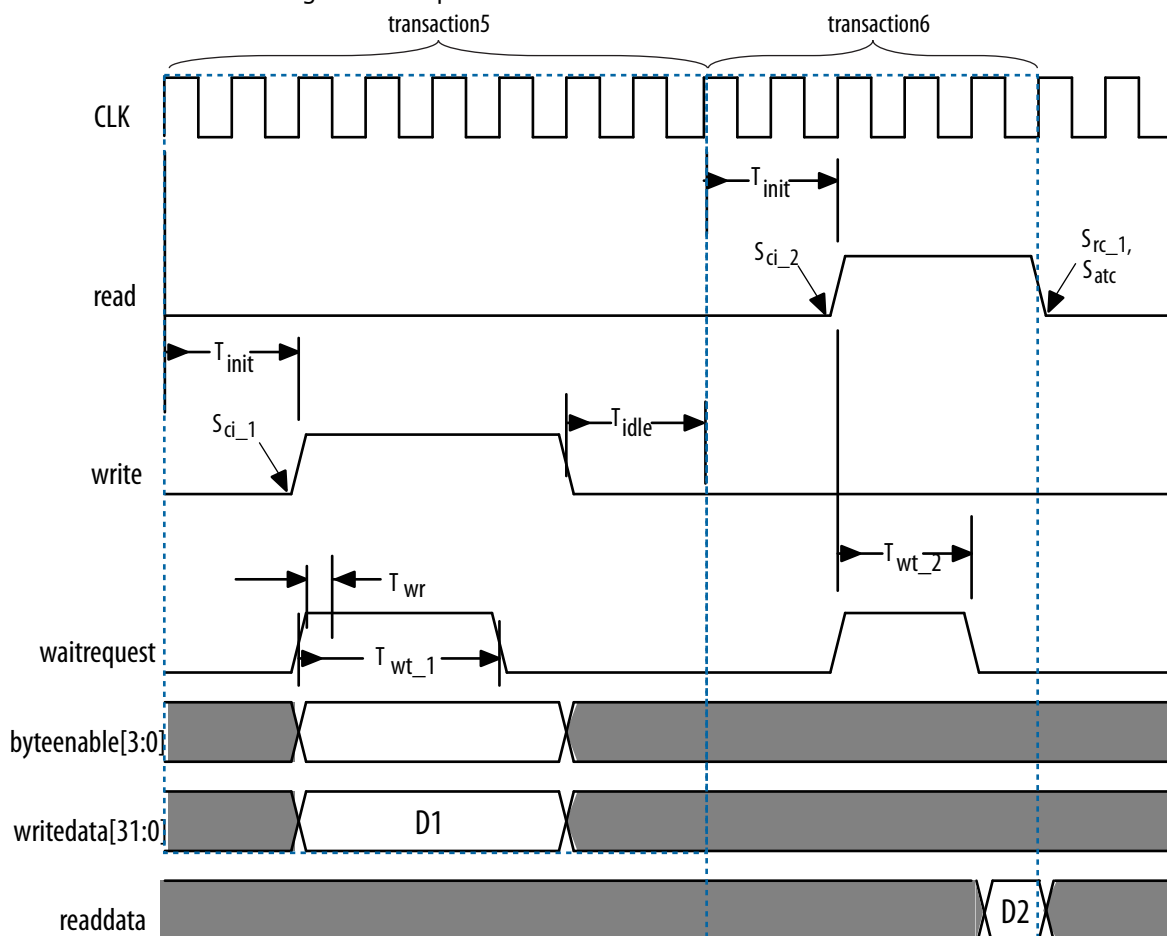 transaction5 transaction6
CLK
T init
S ci_2
S rc_1,
S atc
read
T init
S ci_1
T idle
write
T wr
T wt_2
waitrequest
T wt_1
byteenable[3:0]
writedata[31:0] D1
readdata D2